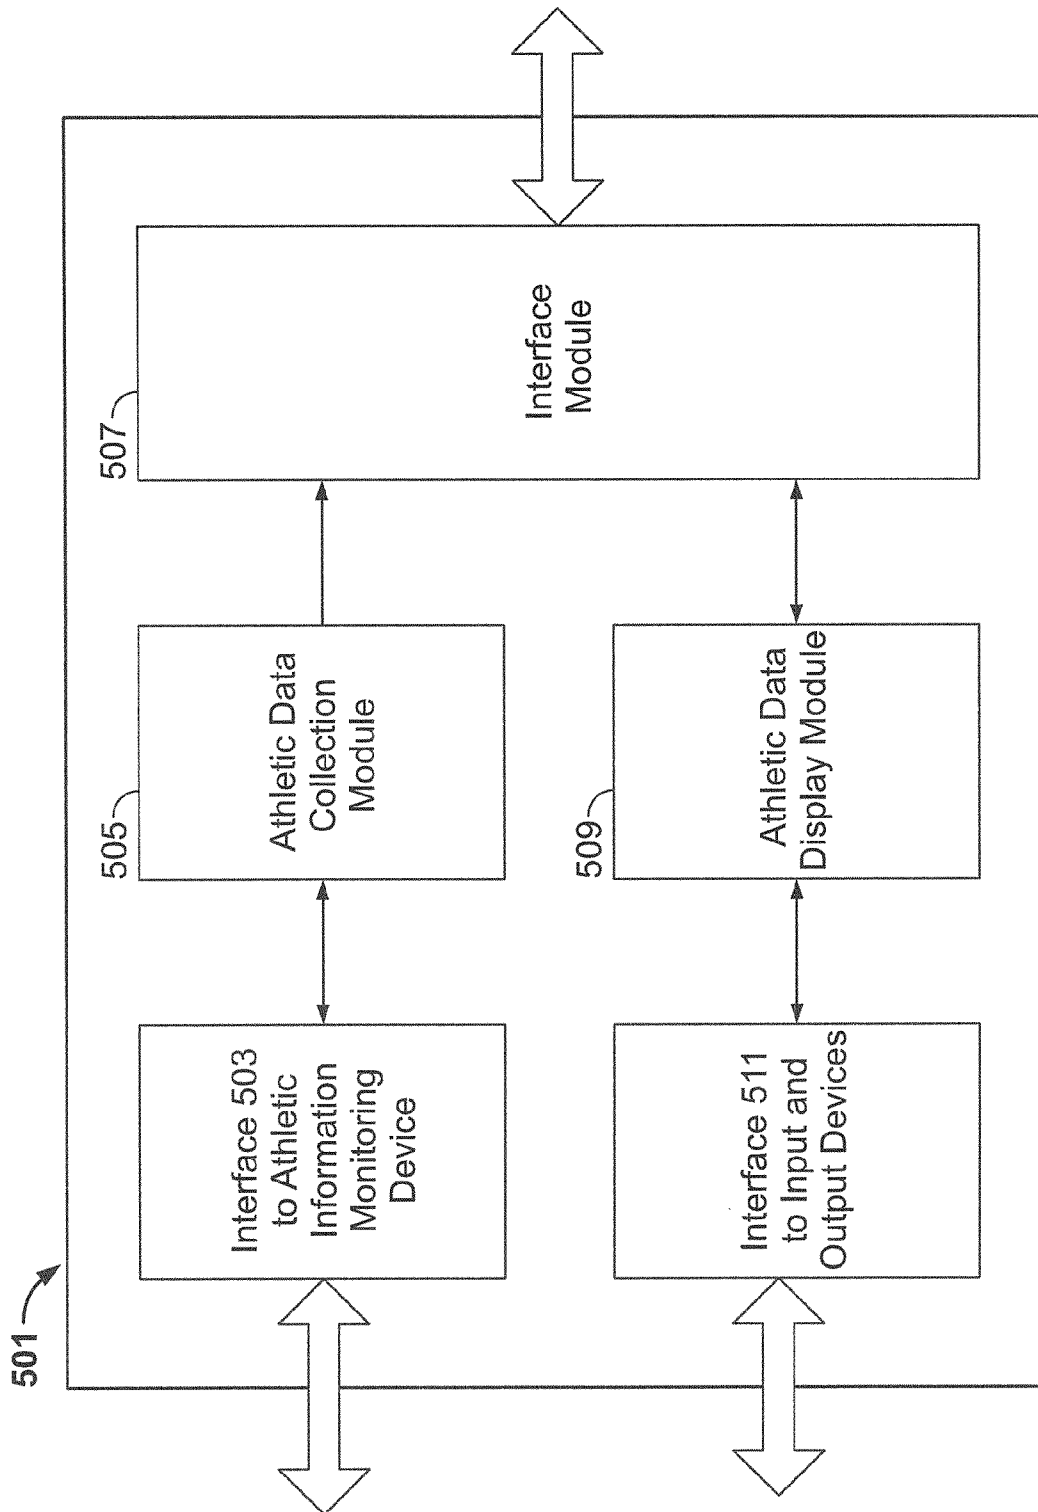 501
Interface 503
to Athletic
Information
Monitoring
Device
505
Athletic Data
Collection
Module
507
Interface
Module
Interface 511
to Input and
Output Devices
509
Athletic Data
Display Module